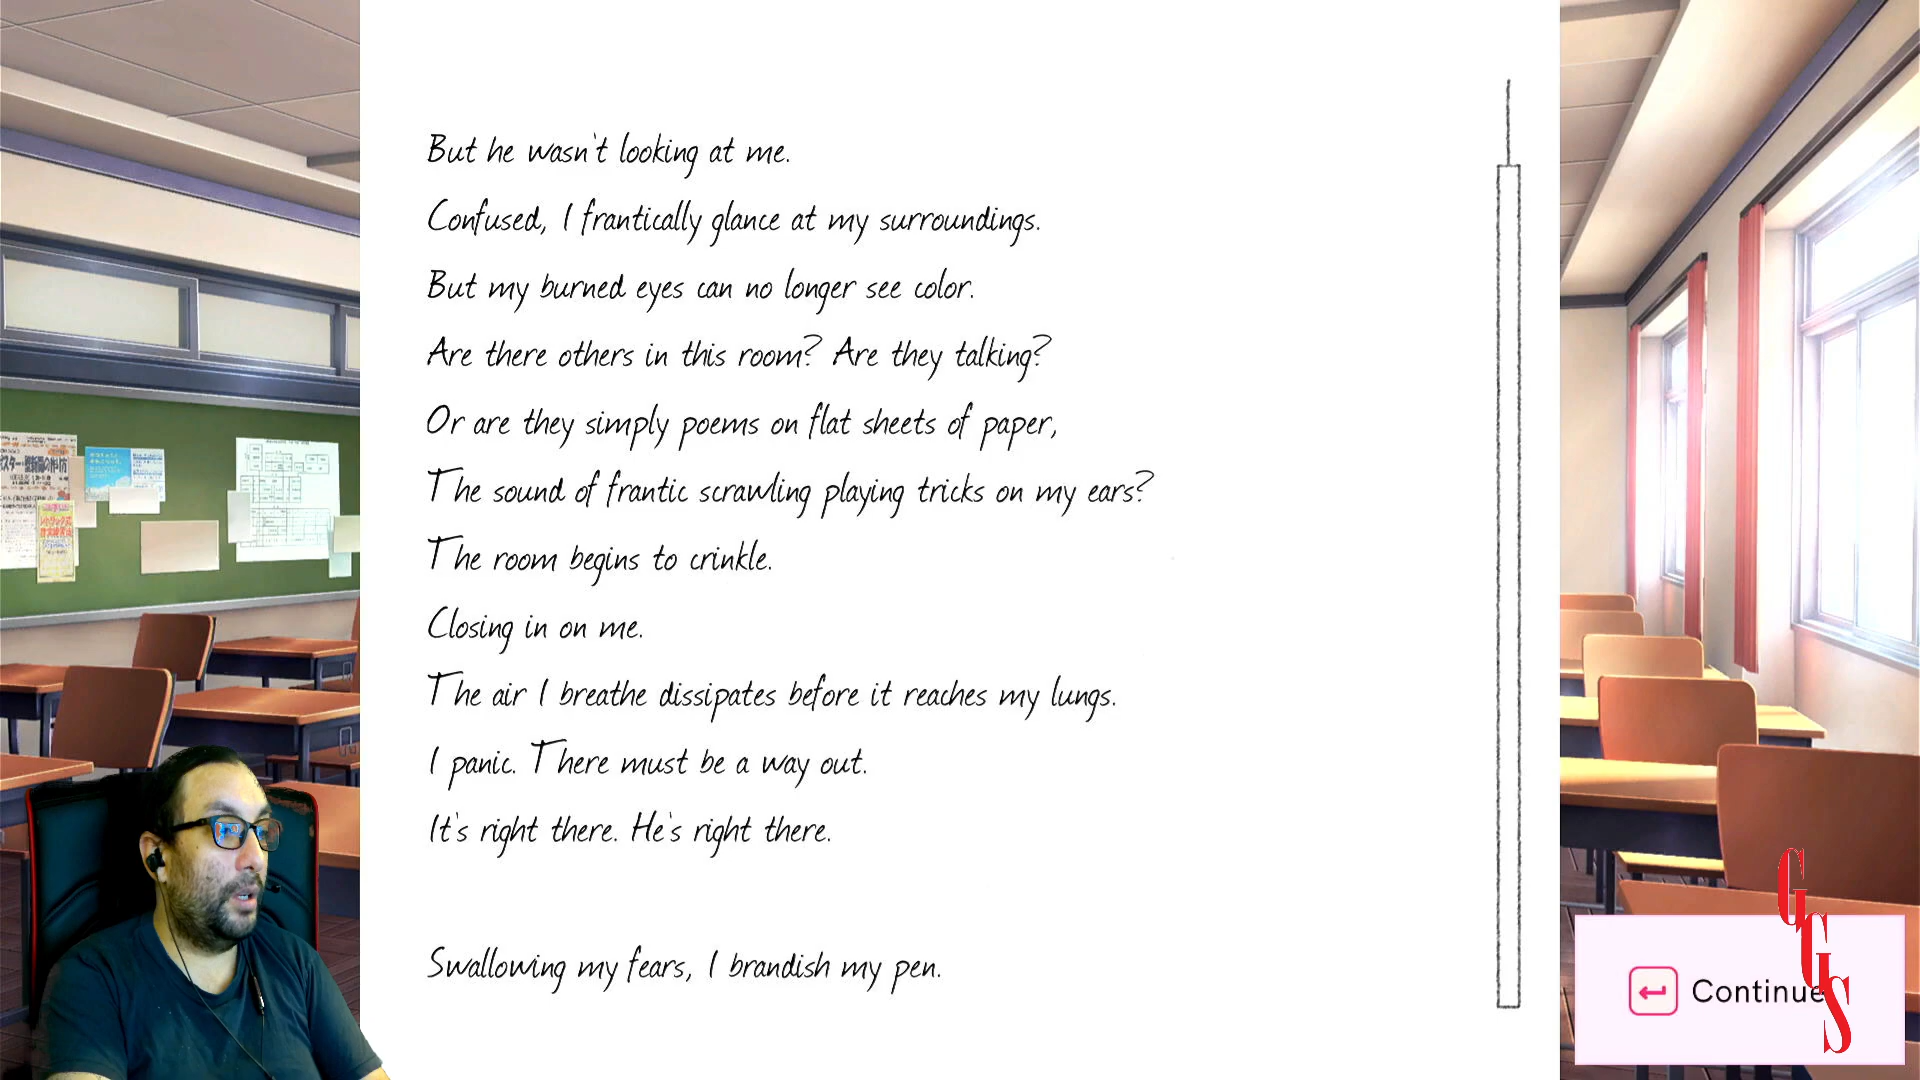 But he wasn't looking at me.
Confused, I frantically glance at my surroundings.
But my burned eyes can no longer see color.
Are there others in this room? Are they talking?
Or are they simply poems on flat sheets of paper,
The sound of frantic scrawling playing tricks on my ears?
The room begins to crinkle.
Closing in on me.
The air I breathe dissipates before it reaches my lungs.
I panic. There must be a way out.
It's right there. He's right there.
Swallowing my fears, I brandish my pen.
Continue
GGIS